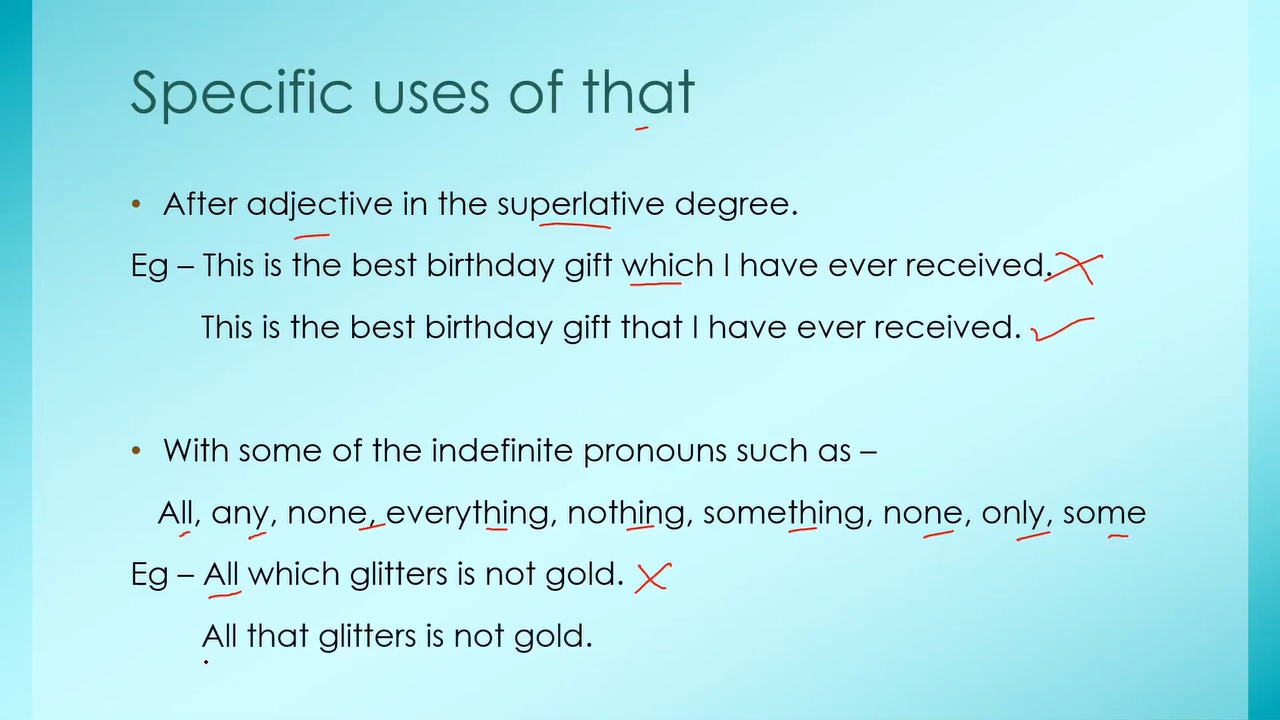 Specific uses of that
• After adjective in the superlative degree.
Eg – This is the best birthday gift which I have ever received.
This is the best birthday gift that I have ever received.
• With some of the indefinite pronouns such as –
All, any, none, everything, nothing, something, none, only, some
Eg – All which glitters is not gold.
All that glitters is not gold.